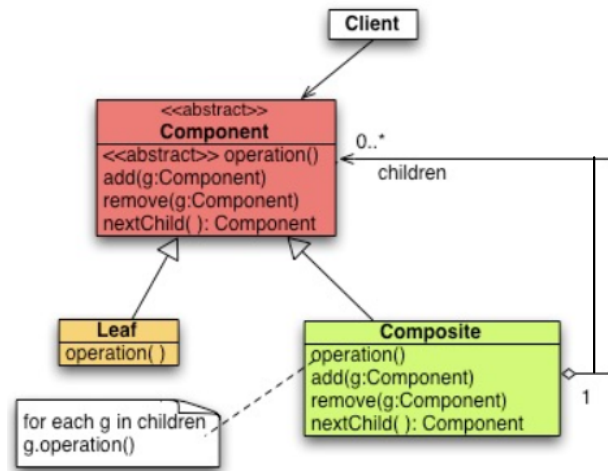 Client
<<abstract>>
Component
<<abstract>> operation()
add(g:Component)
remove(g:Component)
nextChild( ): Component
0..*
children
Leaf
operation( )
Composite
operation()
add(g:Component)
remove(g:Component)
nextChild( ): Component
1
for each g in children
g.operation()